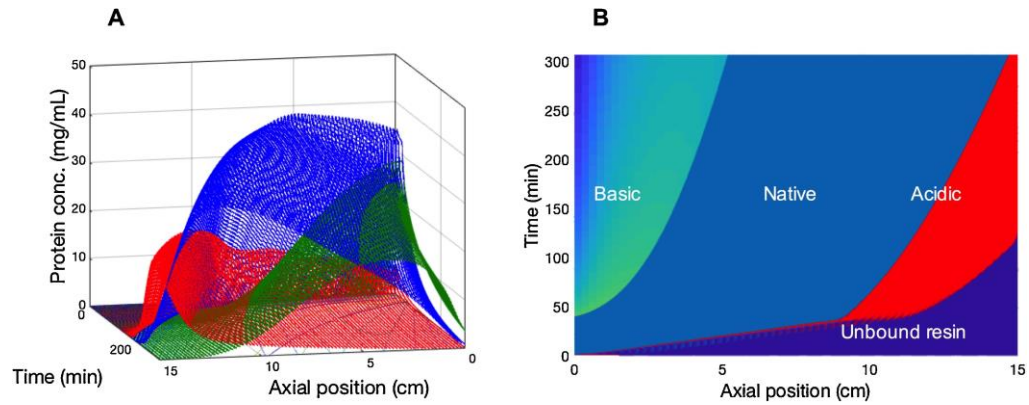 A
Protein conc. (mg/mL)
50
40
30
20
10
0
0
200
Time (min)
15
10
5
0
Axial position (cm)
B
Time (min)
300
250
200
150
100
50
0
Basic
Native
Acidic
Unbound resin
0
5
10
15
Axial position (cm)